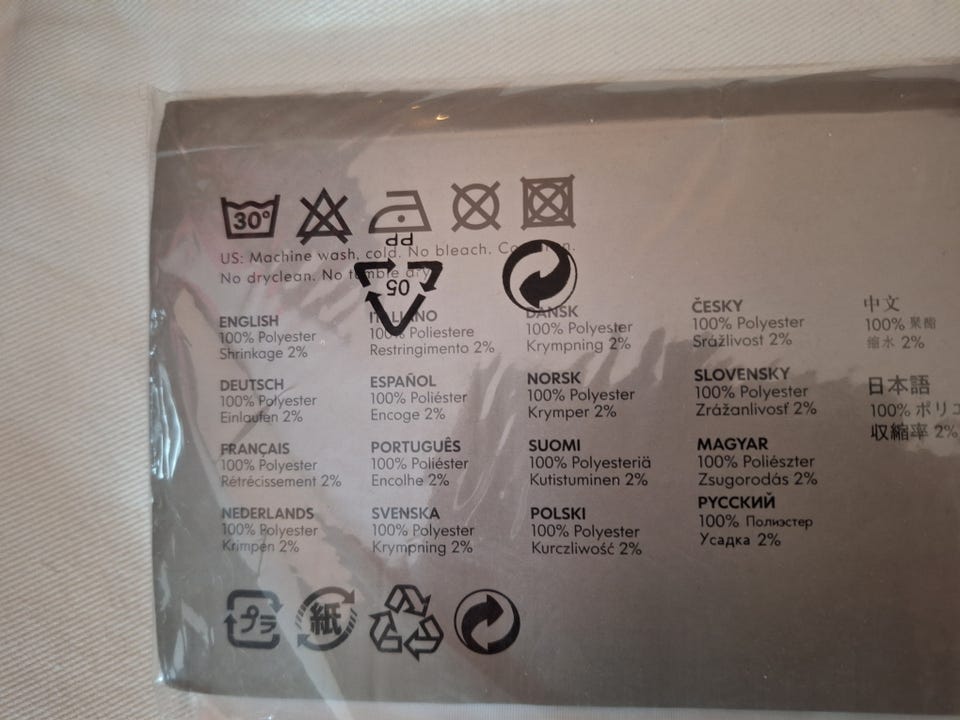 30°
US: Machine wash, cold. No bleach.
No dryclean. No tumble dry
PP
05
ENGLISH
100% Polyester
Shrinkage 2%
DEUTSCH
100% Polyester
Einlaufen 2%
FRANÇAIS
100% Polyester
Rétrécissement 2%
NEDERLANDS
100% Polyester
Krimpen 2%
ITALIANO
100% Poliestere
Restringimento 2%
ESPAÑOL
100% Poliéster
Encoge 2%
PORTUGUÊS
100% Poliéster
Encolhe 2%
SVENSKA
100% Polyester
Krympning 2%
DANSK
100% Polyester
Krympning 2%
NORSK
100% Polyester
Krymper 2%
SUOMI
100% Polyesteriä
Kutistuminen 2%
POLSKI
100% Polyester
Kurczliwość 2%
ČESKY
100% Polyester
Srážlivost 2%
SLOVENSKY
100% Polyester
Zrážanlivosť 2%
MAGYAR
100% Poliészter
Zsugorodás 2%
РУССКИЙ
100% Полиэстер
Усадка 2%
中文
100% 聚酯
缩水 2%
日本語
100% ポリエ
収縮率 2%
プラ
紙